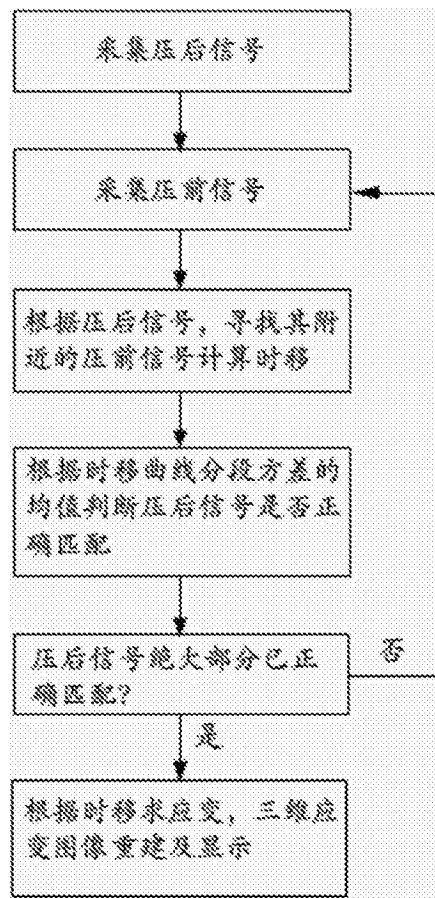 采集压后信号
采集压前信号
根据压后信号，寻找其附
近的压前信号计算时移
根据时移曲线分段方差的
均值判断压后信号是否正
确匹配
压后信号绝大部分已正
确匹配？
否
是
根据时移求应变，三维应
变图像重建及显示